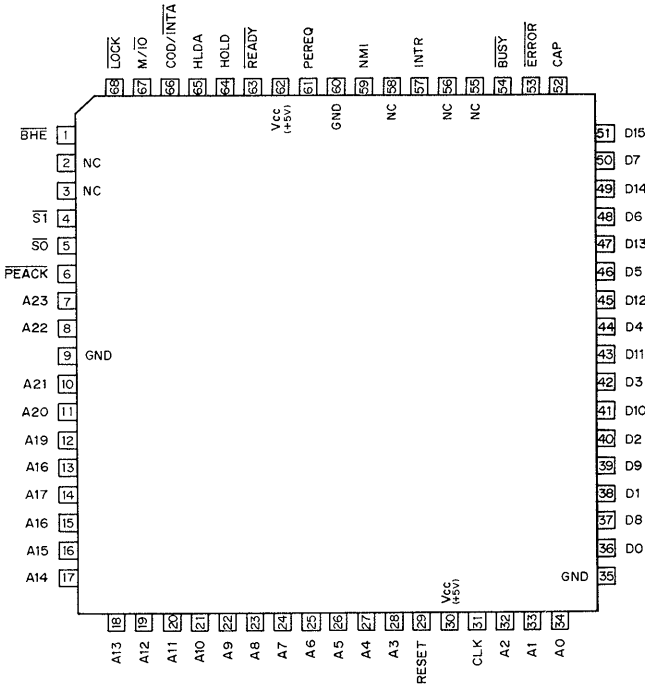 LOCK
M/IO
COD/INTA
HLDA
HOLD
READY
PEREQ
NMI
INTR
BUSY
ERROR
CAP
68 67 66 65 64 63 62 61 60 59 58 57 56 55 54 53 52
Vcc (+5V)
GND
NC
NC
NC
BHE 1
2 NC
3 NC
S1 4
S0 5
PEACK 6
A23 7
A22 8
9 GND
A21 10
A20 11
A19 12
A16 13
A17 14
A16 15
A15 16
A14 17
51 D15
50 D7
49 D14
48 D6
47 D13
46 D5
45 D12
44 D4
43 D11
42 D3
41 D10
40 D2
39 D9
38 D1
37 D8
36 D0
GND 35
Vcc (+5V)
18 19 20 21 22 23 24 25 26 27 28 29 30 31 32 33 34
A13
A12
A11
A10
A9
A8
A7
A6
A5
A4
A3
RESET
CLK
A2
A1
A0